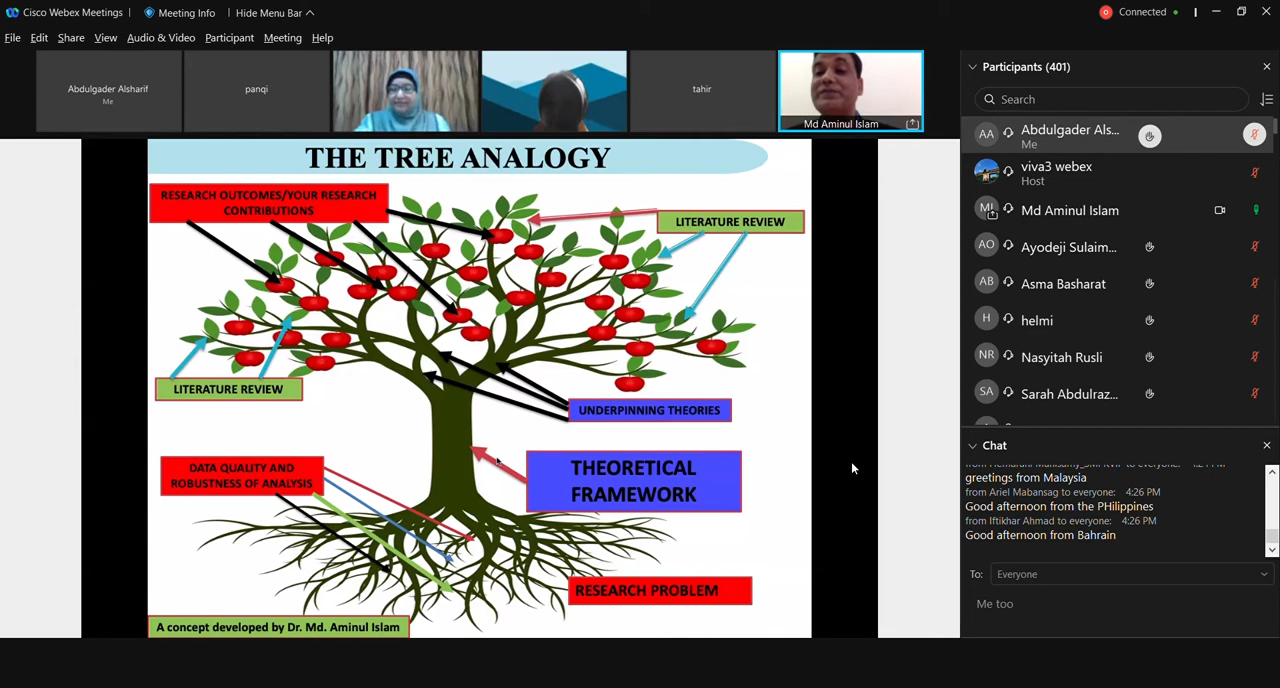 Cisco Webex Meetings
Meeting Info
Hide Menu Bar
Connected
File Edit Share View Audio & Video Participant Meeting Help
Abdulgader Alsharif
Me
panqi
tahir
Md Aminul Islam
THE TREE ANALOGY
RESEARCH OUTCOMES/YOUR RESEARCH
CONTRIBUTIONS
LITERATURE REVIEW
LITERATURE REVIEW
UNDERPINNING THEORIES
THEORETICAL
FRAMEWORK
DATA QUALITY AND
ROBUSTNESS OF ANALYSIS
RESEARCH PROBLEM
A concept developed by Dr. Md. Aminul Islam
Participants (401)
Search
AA Abdulgader Als...
Me
viva3 webex
Host
Md Aminul Islam
AO Ayodeji Sulaim...
AB Asma Basharat
H helmi
NR Nasyitah Rusli
SA Sarah Abdulraz...
Chat
greetings from Malaysia
from Ariel Mabansag to everyone: 4:26 PM
Good afternoon from the PHilippines
from Iftikhar Ahmad to everyone: 4:26 PM
Good afternoon from Bahrain
To: Everyone
Me too